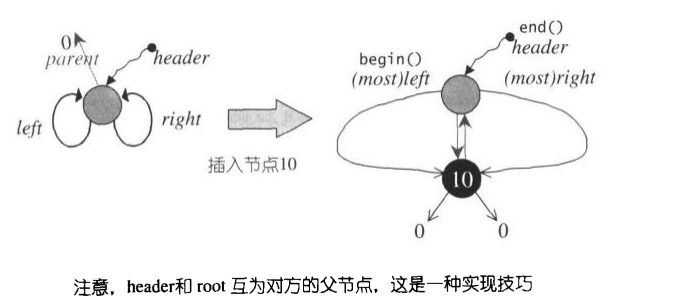 0
parent
header
left
right
插入节点10
end()
header
begin()
(most)left
(most)right
10
0
0
注意，header和 root 互为对方的父节点，这是一种实现技巧